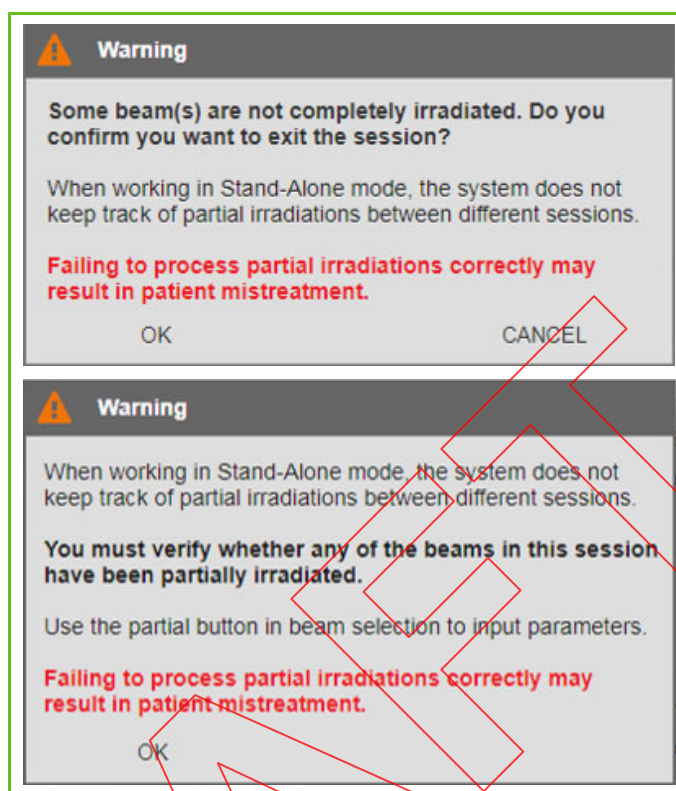 Warning
Some beam(s) are not completely irradiated. Do you
confirm you want to exit the session?
When working in Stand-Alone mode, the system does not
keep track of partial irradiations between different sessions.
Failing to process partial irradiations correctly may
result in patient mistreatment.
OK CANCEL
Warning
When working in Stand-Alone mode, the system does not
keep track of partial irradiations between different sessions.
You must verify whether any of the beams in this session
have been partially irradiated.
Use the partial button in beam selection to input parameters.
Failing to process partial irradiations correctly may
result in patient mistreatment.
OK